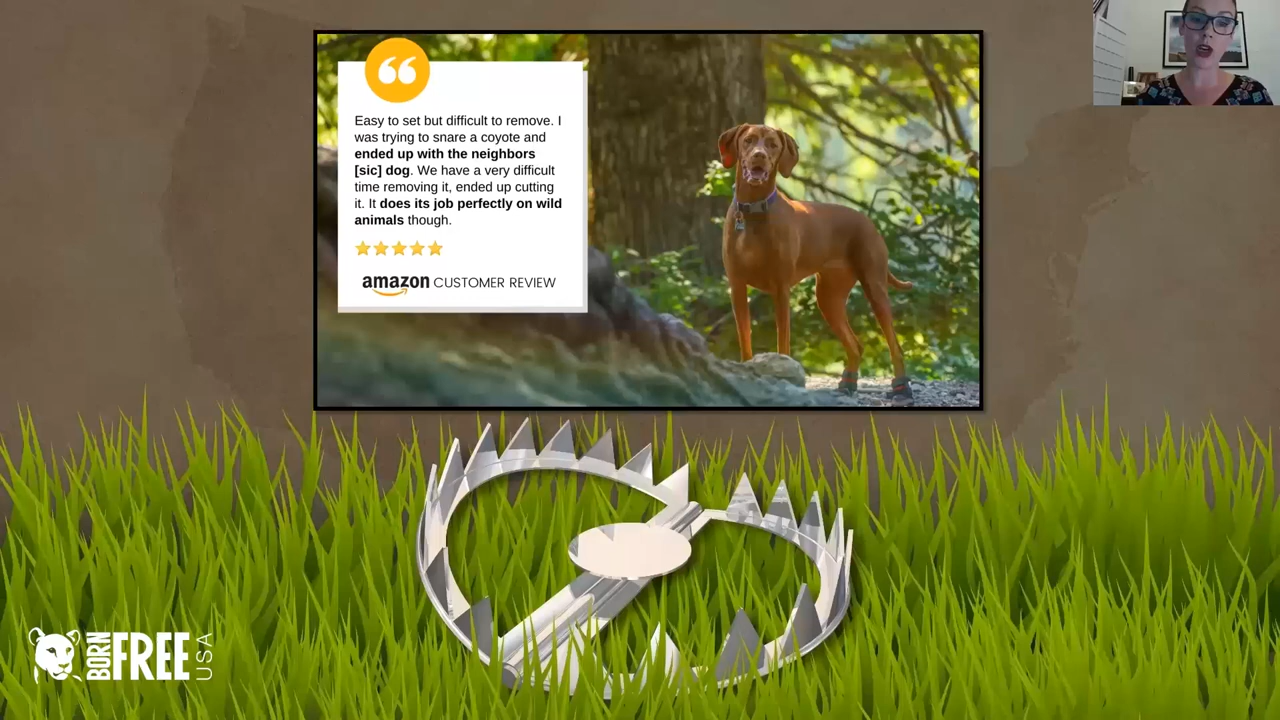 Easy to set but difficult to remove. I
was trying to snare a coyote and
ended up with the neighbors
[sic] dog. We have a very difficult
time removing it, ended up cutting
it. It does its job perfectly on wild
animals though.
amazon CUSTOMER REVIEW
BORN FREE USA